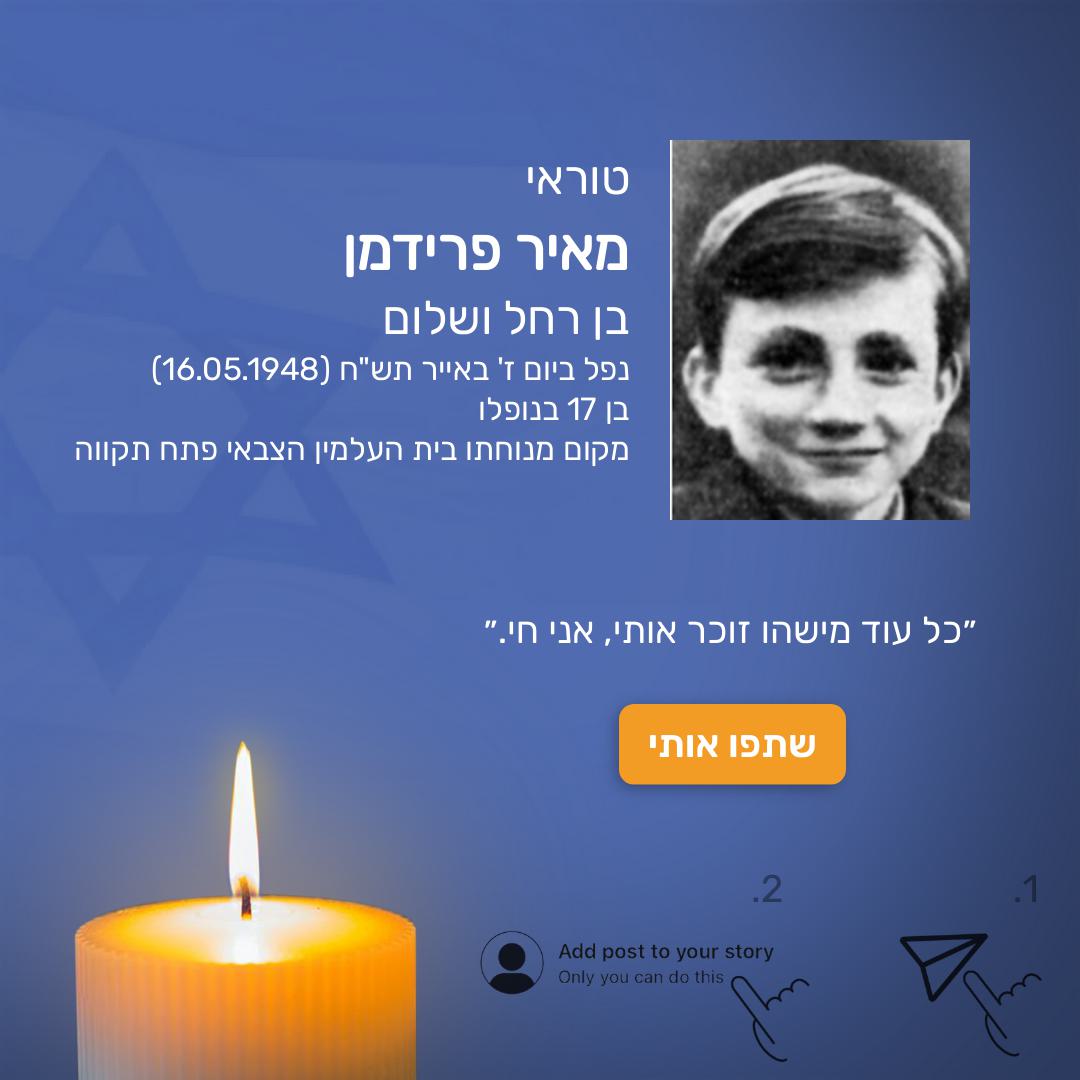 טוראי
מאיר פרידמן
בן רחל ושלום
נפל ביום ז' באייר תש"ח (16.05.1948)
בן 17 בנופלו
מקום מנוחתו בית העלמין הצבאי פתח תקווה
״כל עוד מישהו זוכר אותי, אני חי.״
שתפו אותי
1.
2.
Add post to your story
Only you can do this